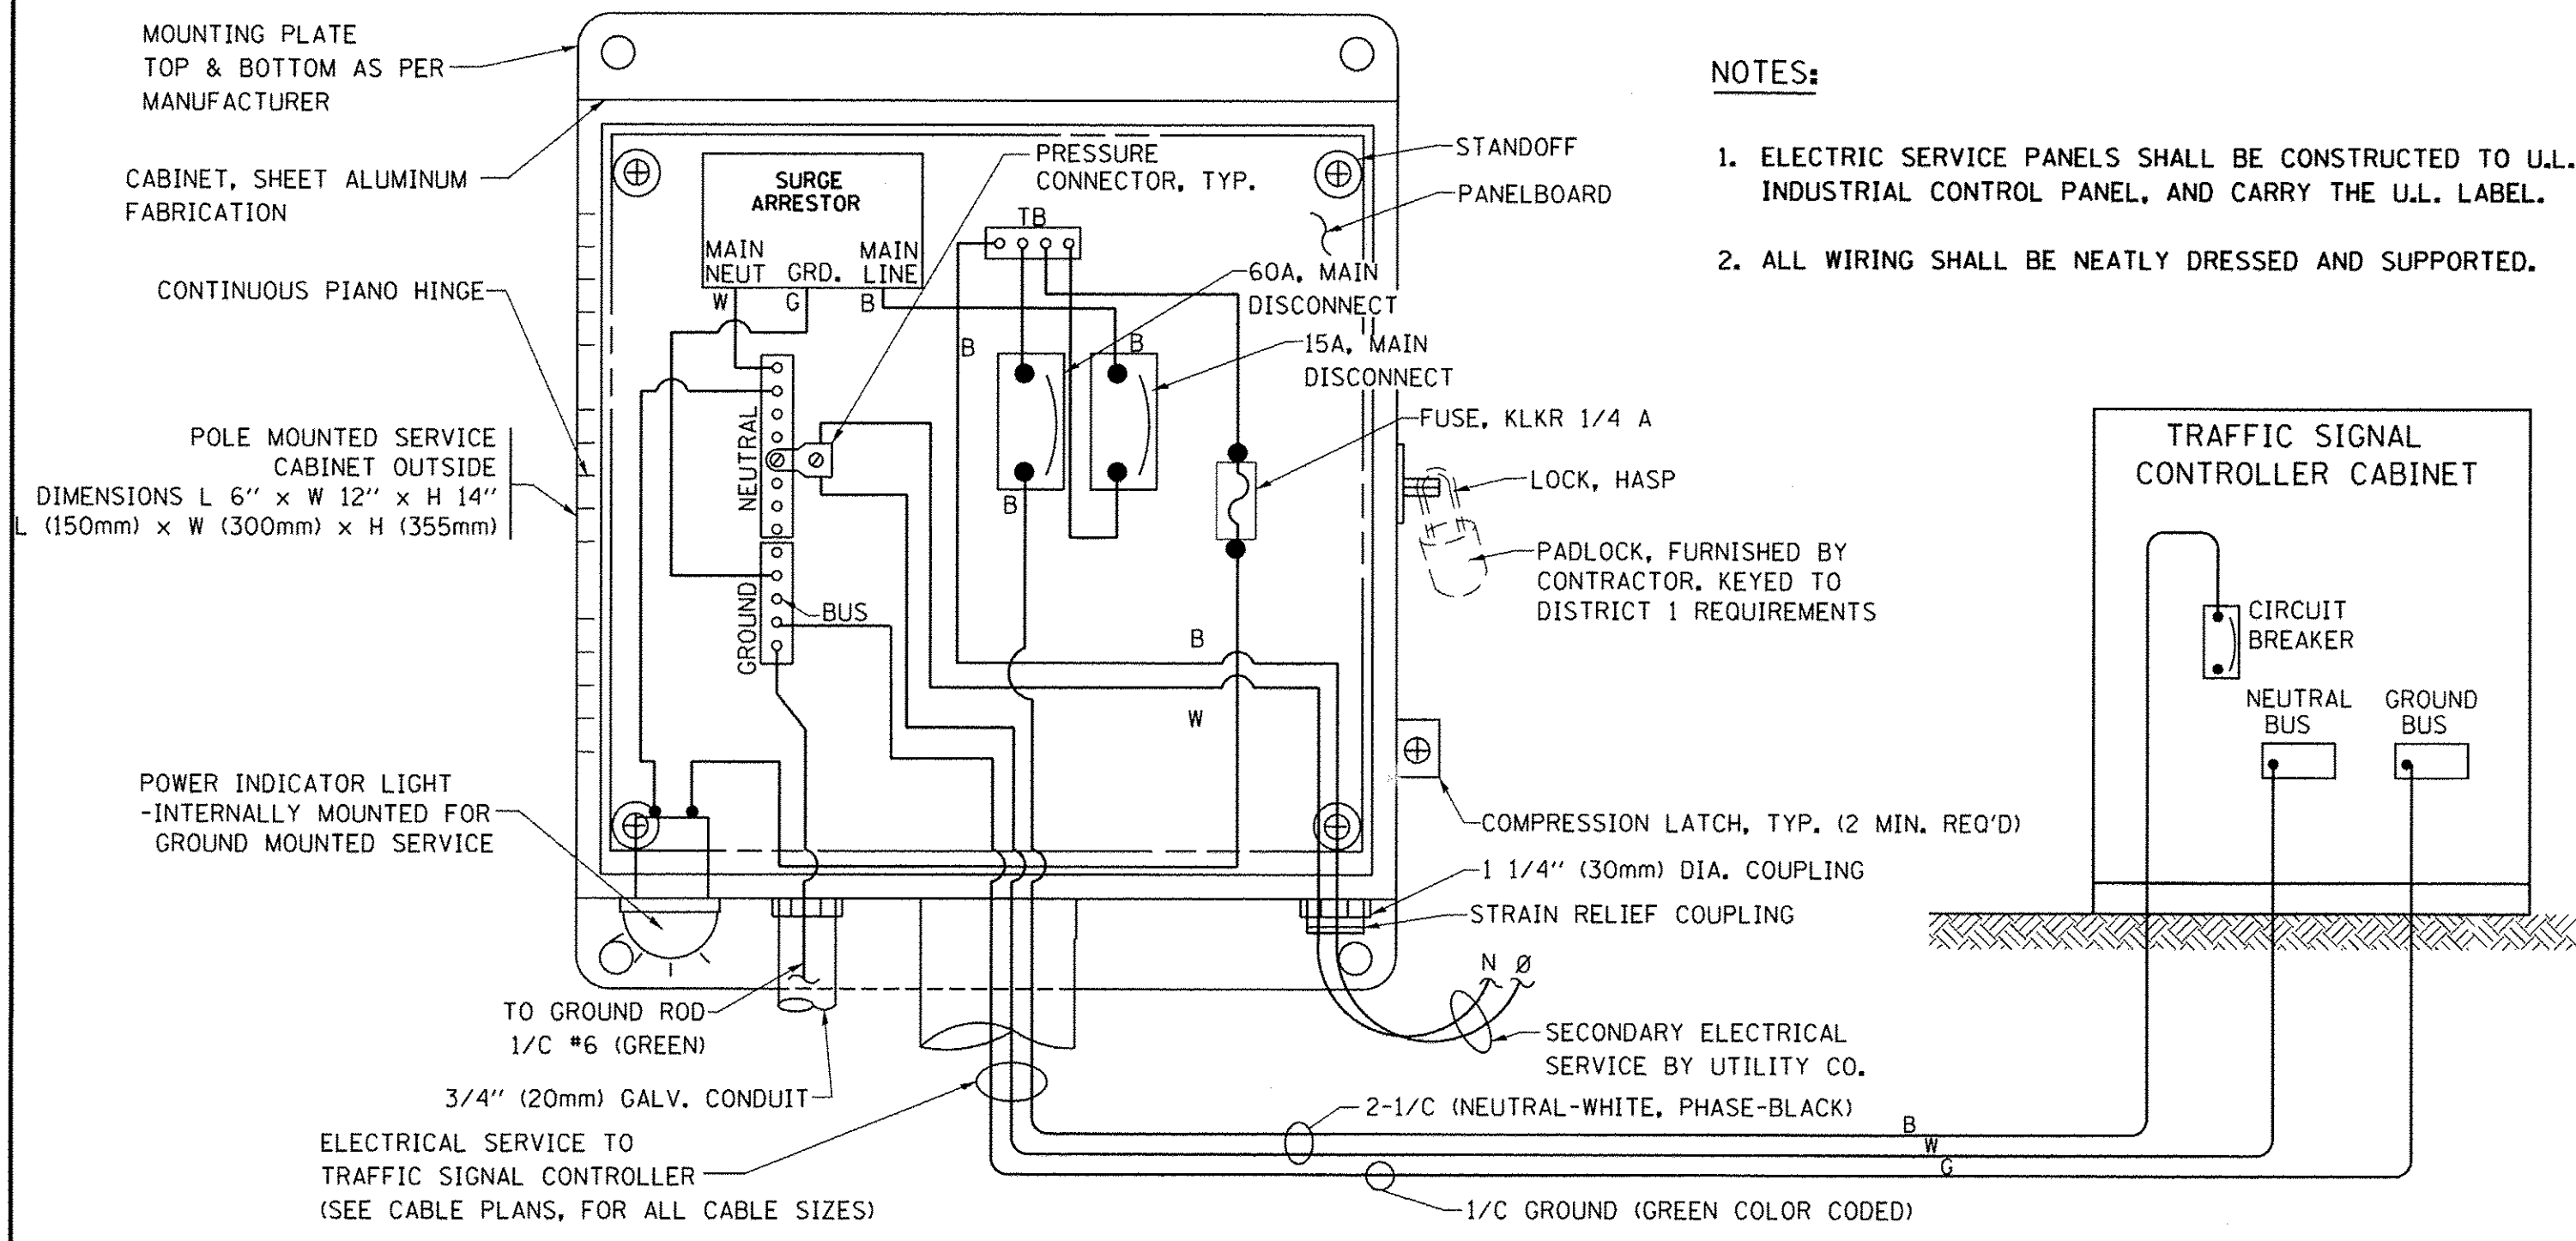 MOUNTING PLATE
TOP & BOTTOM AS PER
MANUFACTURER
CABINET, SHEET ALUMINUM
FABRICATION
CONTINUOUS PIANO HINGE
POLE MOUNTED SERVICE
CABINET OUTSIDE
DIMENSIONS L 6'' x W 12'' x H 14''
L (150mm) x W (300mm) x H (355mm)
POWER INDICATOR LIGHT
-INTERNALLY MOUNTED FOR
GROUND MOUNTED SERVICE
TO GROUND ROD
1/C #6 (GREEN)
3/4'' (20mm) GALV. CONDUIT
ELECTRICAL SERVICE TO
TRAFFIC SIGNAL CONTROLLER
(SEE CABLE PLANS, FOR ALL CABLE SIZES)
SURGE
ARRESTOR
MAIN
NEUT
GRD.
MAIN
LINE
W
G
B
PRESSURE
CONNECTOR, TYP.
TB
B
B
B
NEUTRAL
GROUND
BUS
B
W
STANDOFF
PANELBOARD
60A, MAIN
DISCONNECT
15A, MAIN
DISCONNECT
FUSE, KLKR 1/4 A
LOCK, HASP
PADLOCK, FURNISHED BY
CONTRACTOR. KEYED TO
DISTRICT 1 REQUIREMENTS
COMPRESSION LATCH, TYP. (2 MIN. REQ'D)
1 1/4'' (30mm) DIA. COUPLING
STRAIN RELIEF COUPLING
N Ø
SECONDARY ELECTRICAL
SERVICE BY UTILITY CO.
2-1/C (NEUTRAL-WHITE, PHASE-BLACK)
B
W
G
1/C GROUND (GREEN COLOR CODED)
NOTES:
1. ELECTRIC SERVICE PANELS SHALL BE CONSTRUCTED TO U.L.
INDUSTRIAL CONTROL PANEL, AND CARRY THE U.L. LABEL.
2. ALL WIRING SHALL BE NEATLY DRESSED AND SUPPORTED.
TRAFFIC SIGNAL
CONTROLLER CABINET
CIRCUIT
BREAKER
NEUTRAL
BUS
GROUND
BUS